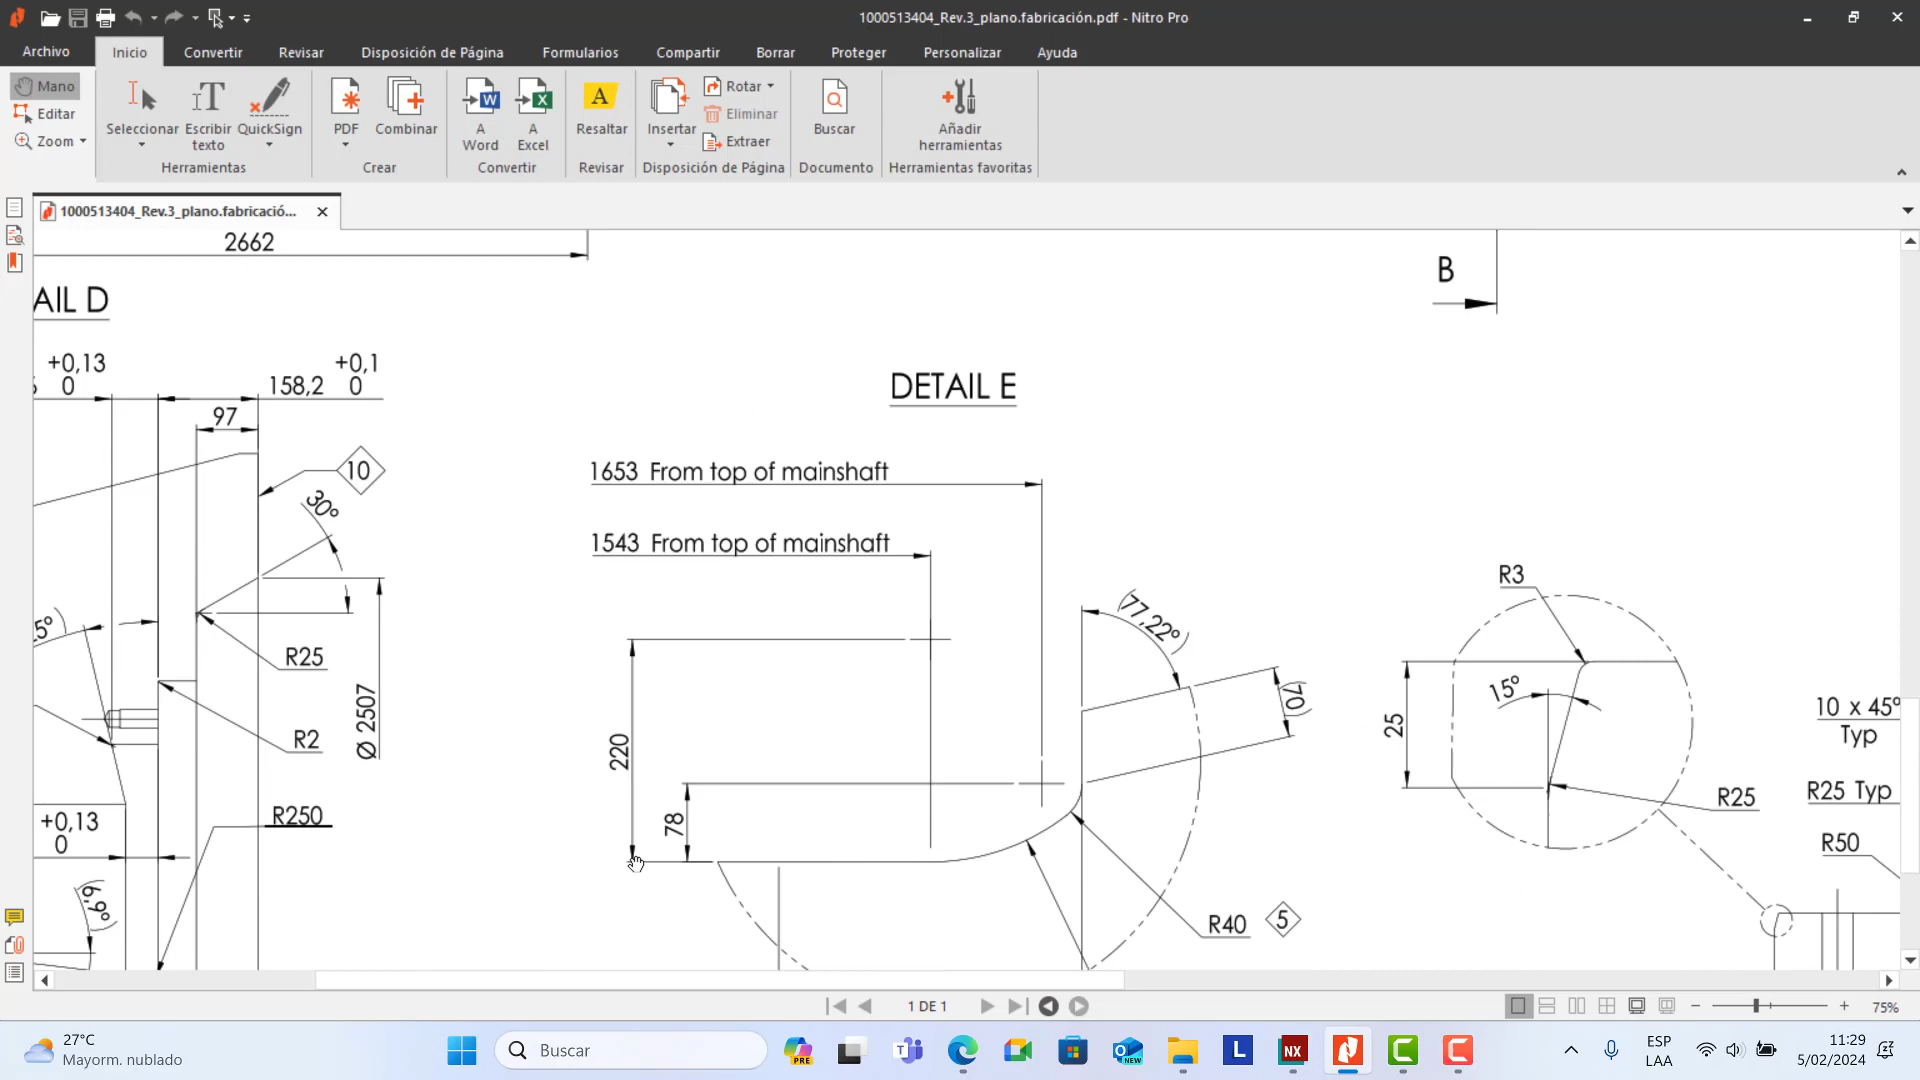 1000513404_Rev.3_plano.fabricación.pdf - Nitro Pro
Archivo
Inicio
Convertir
Revisar
Disposición de Página
Formularios
Compartir
Borrar
Proteger
Personalizar
Ayuda
Mano
Editar
Zoom
Seleccionar
Escribir texto
QuickSign
Herramientas
PDF
Combinar
Crear
A Word
A Excel
Convertir
Resaltar
Revisar
Insertar
Rotar
Eliminar
Extraer
Disposición de Página
Buscar
Documento
Añadir herramientas
Herramientas favoritas
1000513404_Rev.3_plano.fabricació...
2662
B
AIL D
DETAIL E
+0,13
0
158,2
+0,1
0
97
10
30°
R25
Ø 2507
R2
R250
5°)
+0,13
0
(6,9°)
1653 From top of mainshaft
1543 From top of mainshaft
(77,22°)
(70)
220
78
R40
5
R3
15°
25
R25
10 x 45°
Typ
R25 Typ
R50
1 DE 1
75%
27°C
Mayorm. nublado
Buscar
PRE
NEW
L
NX
ESP
LAA
11:29
5/02/2024